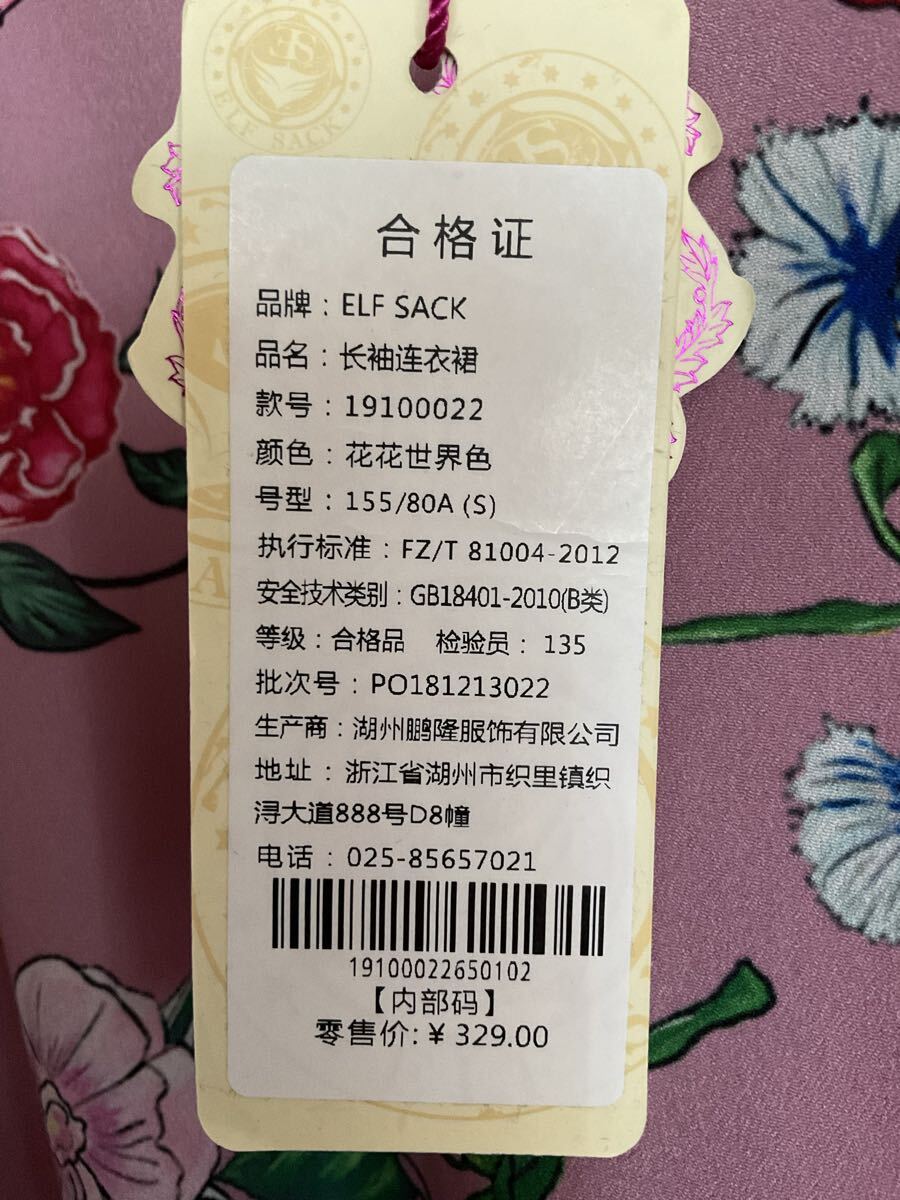 ELF SACK
合格证
品牌：ELF SACK
品名：长袖连衣裙
款号：19100022
颜色：花花世界色
号型：155/80A (S)
执行标准：FZ/T 81004-2012
安全技术类别：GB18401-2010(B类)
等级：合格品 检验员：135
批次号：PO181213022
生产商：湖州鹏隆服饰有限公司
地址：浙江省湖州市织里镇织
浔大道888号D8幢
电话：025-85657021
19100022650102
【内部码】
零售价:￥329.00